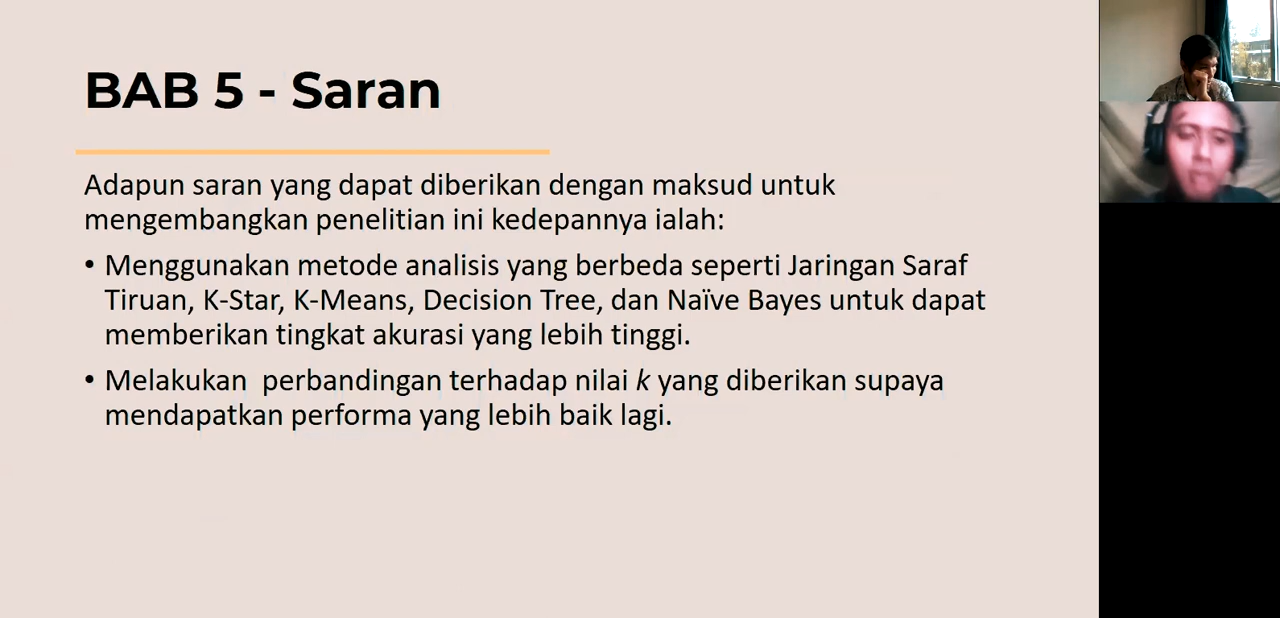 BAB 5 - Saran
Adapun saran yang dapat diberikan dengan maksud untuk
mengembangkan penelitian ini kedepannya ialah:
• Menggunakan metode analisis yang berbeda seperti Jaringan Saraf
Tiruan, K-Star, K-Means, Decision Tree, dan Naïve Bayes untuk dapat
memberikan tingkat akurasi yang lebih tinggi.
• Melakukan  perbandingan terhadap nilai k yang diberikan supaya
mendapatkan performa yang lebih baik lagi.